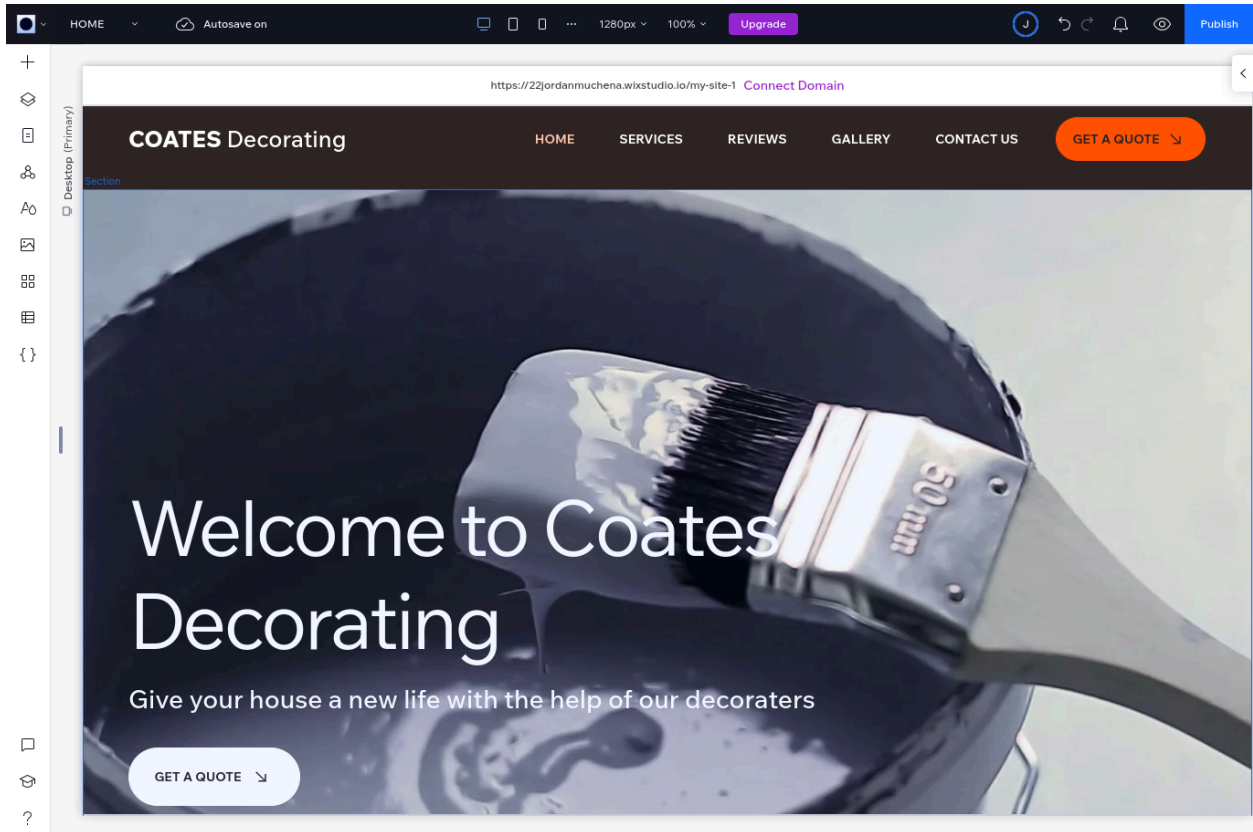 HOME
Autosave on
1280px
100%
Upgrade
J
Publish
https://22jordanmuchena.wixstudio.io/my-site-1 Connect Domain
Desktop (Primary)
COATES Decorating
HOME
SERVICES
REVIEWS
GALLERY
CONTACT US
GET A QUOTE
Section
50 mm
Welcome to Coates
Decorating
Give your house a new life with the help of our decoraters
GET A QUOTE